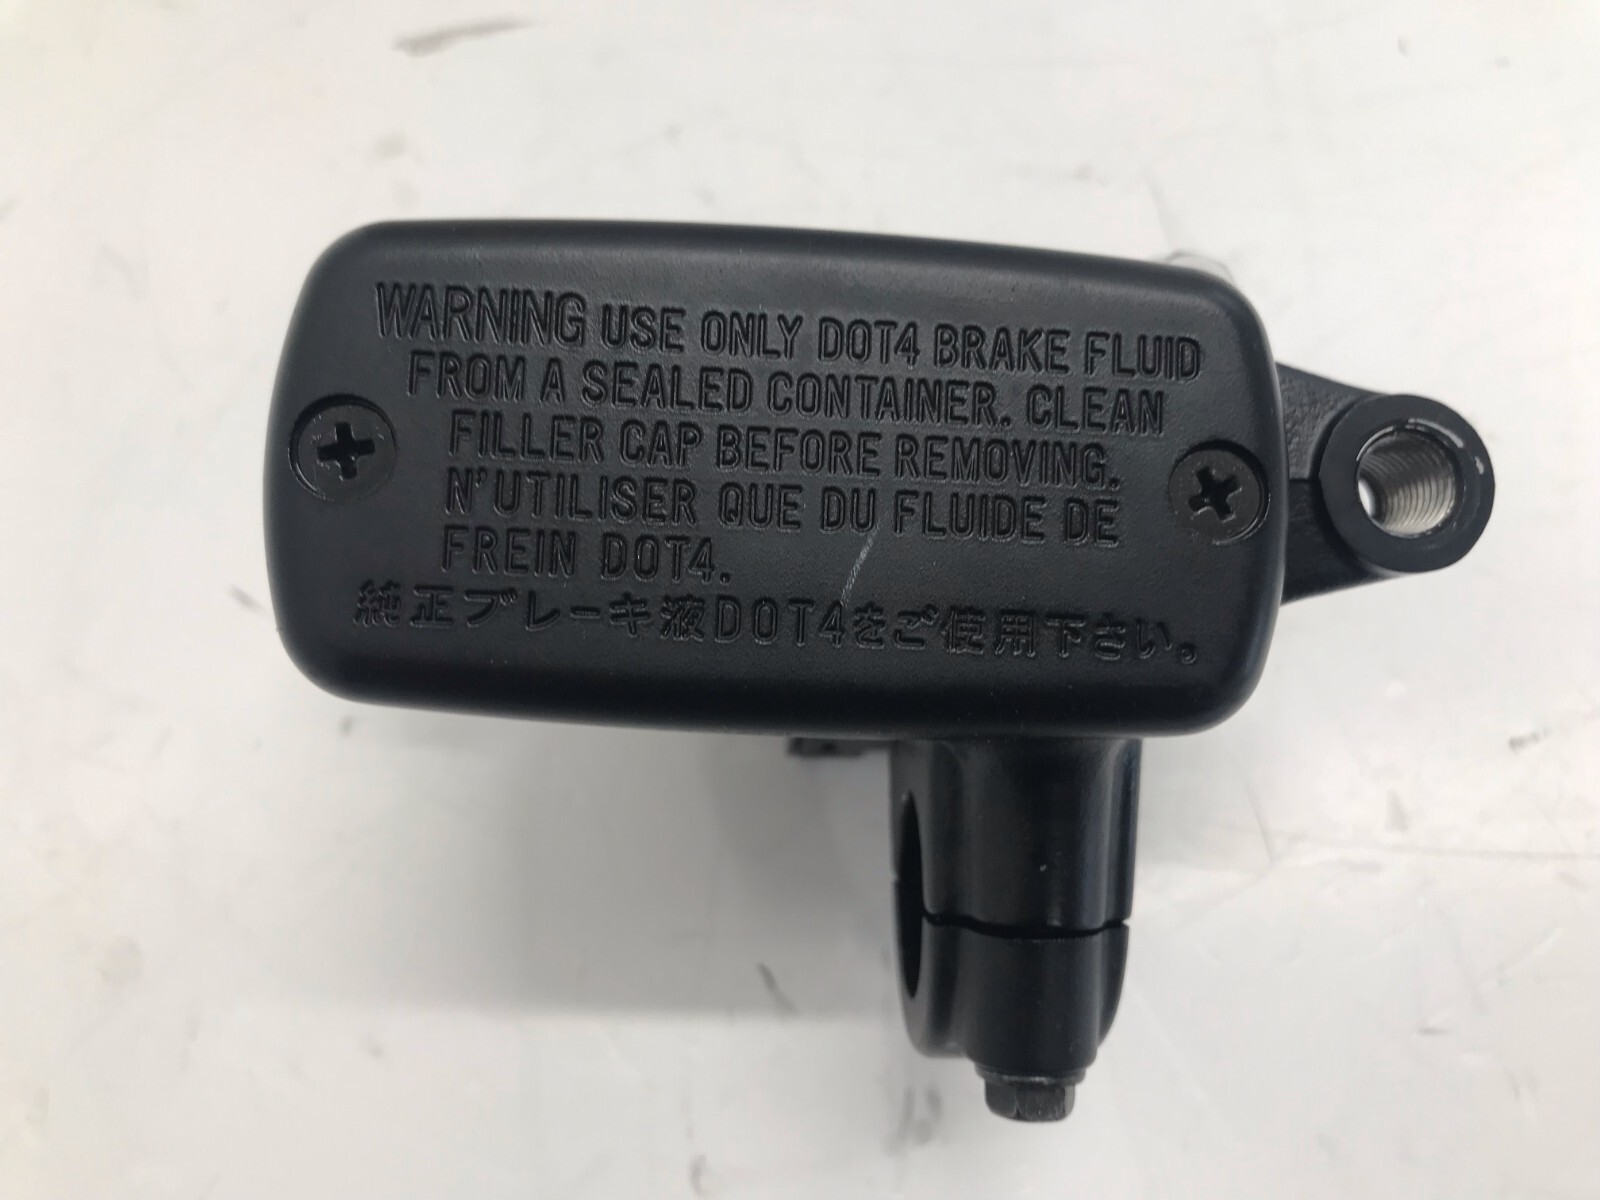 WARNING USE ONLY DOT4 BRAKE FLUID
FROM A SEALED CONTAINER. CLEAN
FILLER CAP BEFORE REMOVING.
N'UTILISER QUE DU FLUIDE DE
FREIN DOT4.
純正ブレーキ液DOT4をご使用下さい。